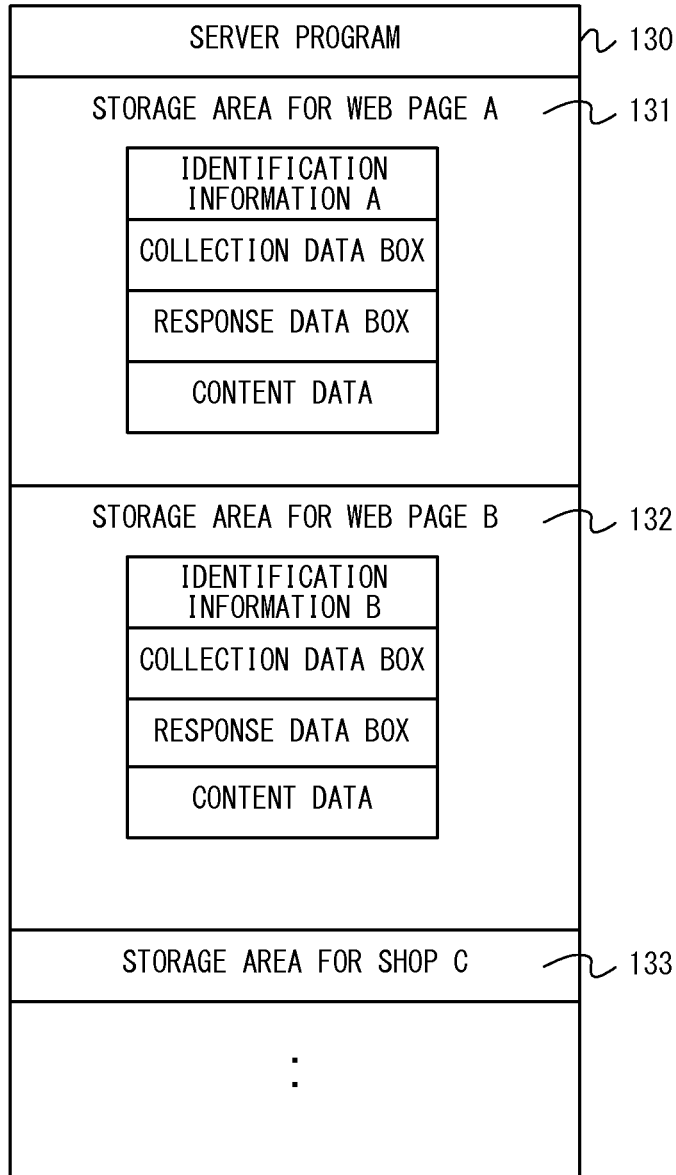 SERVER PROGRAM
130
STORAGE AREA FOR WEB PAGE A
131
IDENTIFICATION
INFORMATION A
COLLECTION DATA BOX
RESPONSE DATA BOX
CONTENT DATA
STORAGE AREA FOR WEB PAGE B
132
IDENTIFICATION
INFORMATION B
COLLECTION DATA BOX
RESPONSE DATA BOX
CONTENT DATA
STORAGE AREA FOR SHOP C
133
: